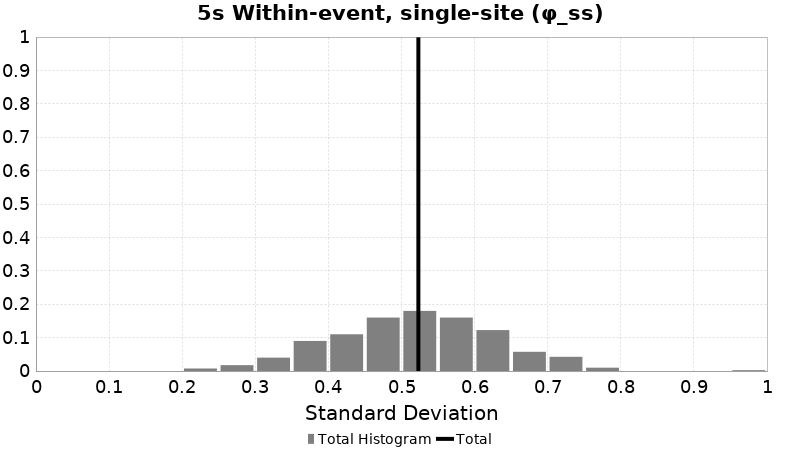 5s Within-event, single-site (φ_ss)
1
0.9
0.8
0.7
0.6
0.5
0.4
0.3
0.2
0.1
0
0 0.1 0.2 0.3 0.4 0.5 0.6 0.7 0.8 0.9 1
Standard Deviation
Total Histogram Total